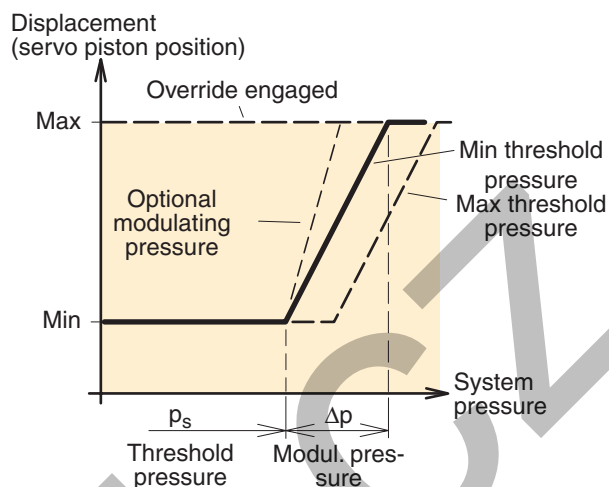 Displacement
(servo piston position)
Override engaged
Max
Min threshold
pressure
Optional
modulating
pressure
Max threshold
pressure
Min
System
pressure
ps
Δp
Threshold
pressure
Modul. pres-
sure
CZ